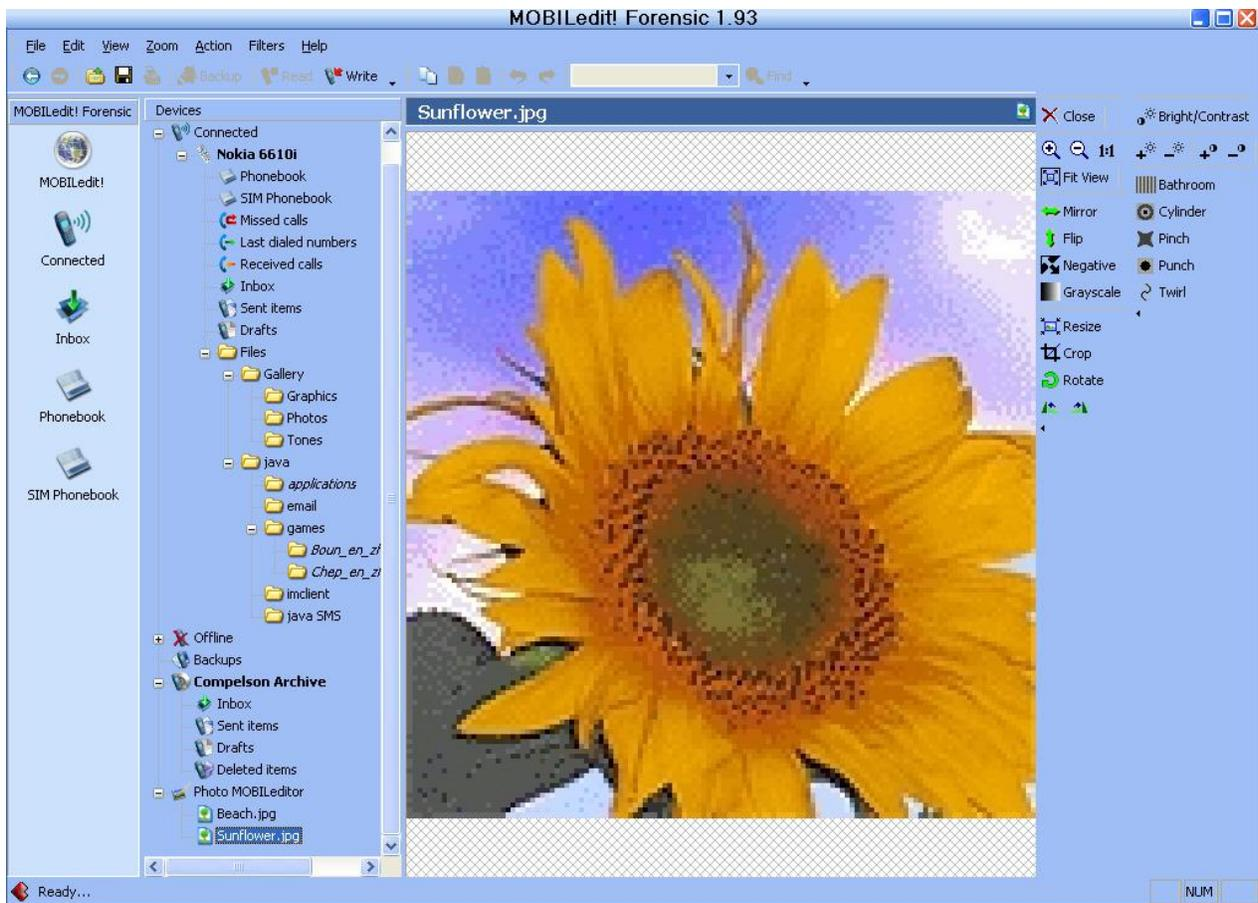 MOBILedit! Forensic 1.93
File Edit View Zoom Action Filters Help
Backup Read Write Find
MOBILedit! Forensic
MOBILedit!
Connected
Inbox
Phonebook
SIM Phonebook
Devices
Connected
Nokia 6610i
Phonebook
SIM Phonebook
Missed calls
Last dialed numbers
Received calls
Inbox
Sent items
Drafts
Files
Gallery
Graphics
Photos
Tones
java
applications
email
games
Boun_en_zh
Chep_en_zh
imclient
java SMS
Offline
Backups
Compelson Archive
Inbox
Sent items
Drafts
Deleted items
Photo MOBILeditor
Beach.jpg
Sunflower.jpg
Sunflower.jpg
Close
1:1
Fit View
Mirror
Flip
Negative
Grayscale
Resize
Crop
Rotate
Bright/Contrast
Bathroom
Cylinder
Pinch
Punch
Twirl
Ready...
NUM